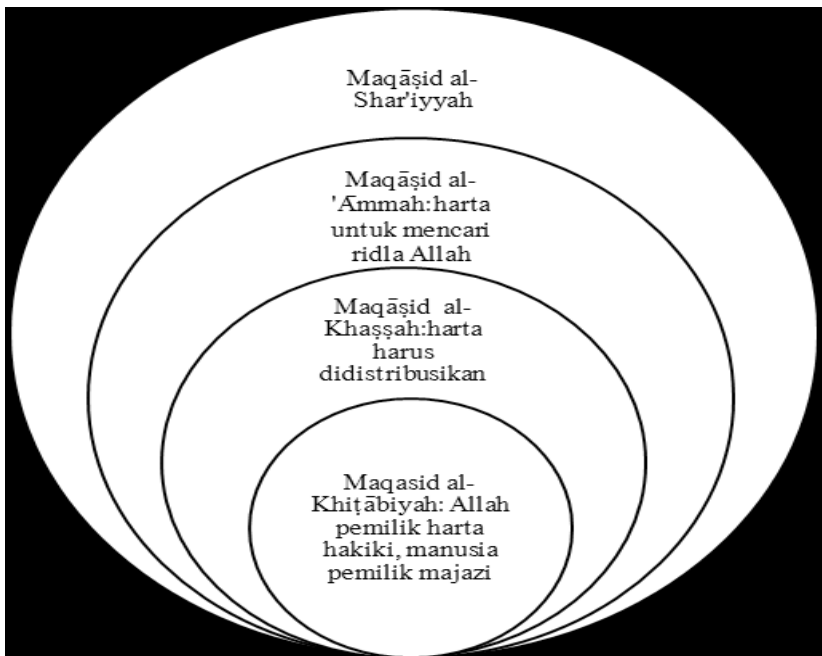 Maqāṣid al-
Shar'iyyah
Maqāṣid al-
'Āmmah:harta
untuk mencari
ridla Allah
Maqāṣid al-
Khaṣṣah:harta
harus
didistribusikan
Maqasid al-
Khiṭābiyah: Allah
pemilik harta
hakiki, manusia
pemilik majazi